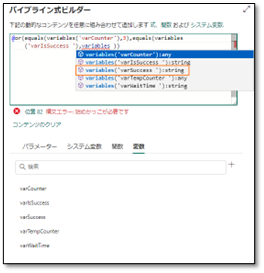 パイプライン式ビルダー
下記の動的なコンテンツを任意に組み合わせて追加します 式、関数 および システム変数.
@or(equals(variables('varCounter'),3),equals(variables
('varIsSuccess '),variables ))
variables('varCounter'):any
variables('varIsSuccess '):string
variables('varSuccess '):string
variables('varTempCounter '):any
variables('varWaitTime '):string
位置 82 構文エラー: 始めかっこが必要です
コンテンツのクリア
パラメーター システム変数 関数 変数
検索
varCounter
varIsSuccess
varSuccess
varTempCounter
varWaitTime